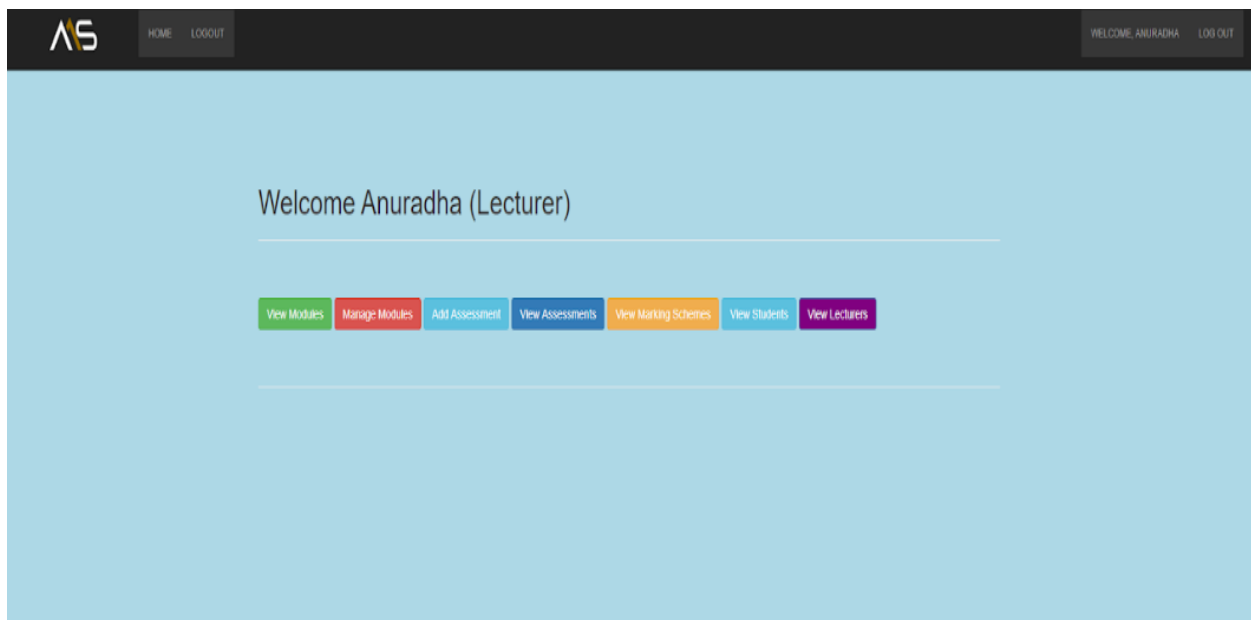 MS HOME LOGOUT WELCOME, ANURADHA LOG OUT
Welcome Anuradha (Lecturer)
View Modules Manage Modules Add Assessment View Assessments View Marking Schemes View Students View Lecturers